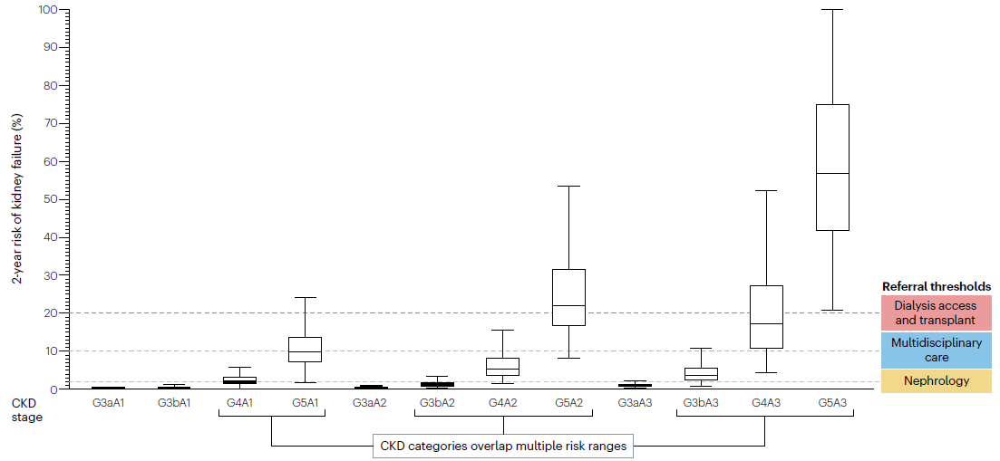 100
90
80
70
60
50
40
30
20
10
0
2-year risk of kidney failure (%)
Referral thresholds
Dialysis access
and transplant
Multidisciplinary
care
Nephrology
CKD
stage
G3aA1
G3bA1
G4A1
G5A1
G3aA2
G3bA2
G4A2
G5A2
G3aA3
G3bA3
G4A3
G5A3
CKD categories overlap multiple risk ranges